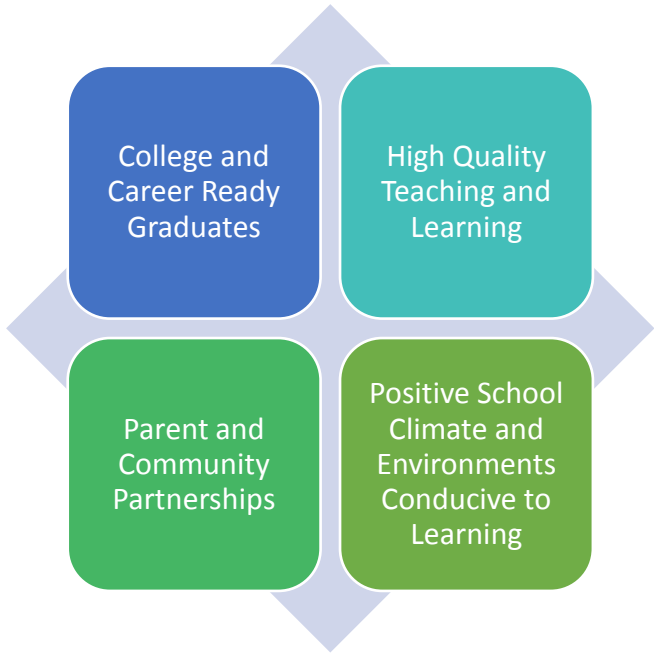 College and
Career Ready
Graduates
High Quality
Teaching and
Learning
Parent and
Community
Partnerships
Positive School
Climate and
Environments
Conducive to
Learning